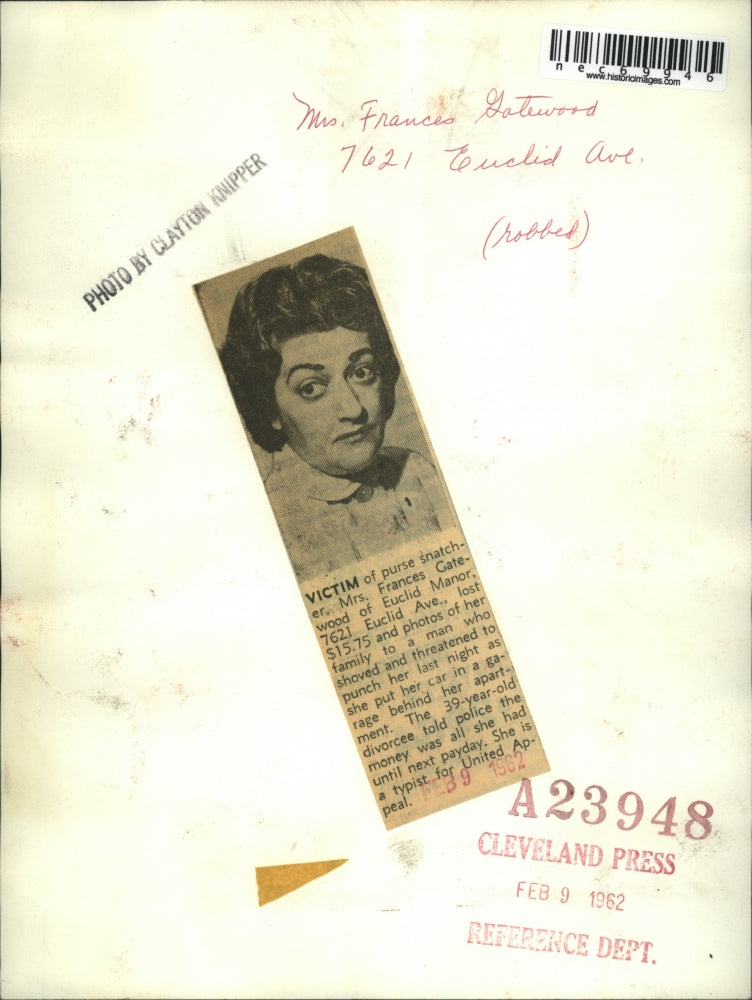 nec69946
www.historicimages.com
Mrs. Frances Gatewood
7621 Euclid Ave.
(robbed)
PHOTO BY CLAYTON KNIPPER
VICTIM of purse snatch-
er, Mrs. Frances Gate-
wood of Euclid Manor,
7621 Euclid Ave., lost
$15.75 and photos of her
family to a man who
shoved and threatened to
punch her last night as
she put her car in a ga-
rage behind her apart-
ment. The 39-year-old
divorcee told police the
money was all she had
until next payday. She is
a typist for United Ap-
peal.
FEB 9 1962
A23948
CLEVELAND PRESS
FEB 9 1962
REFERENCE DEPT.